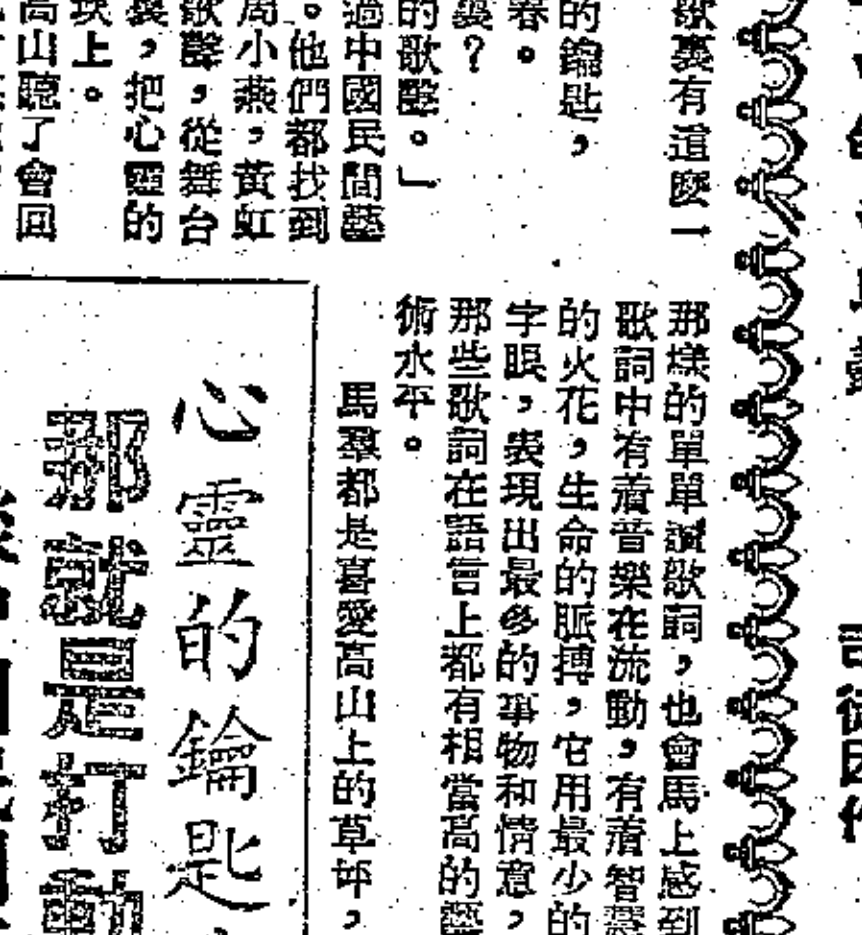 歌裏有這麼一
的鑰匙，
春。
裏？
的歌聲。」
過中國民間藝
。他們都找到
周小燕，黃虹
歌聲，從舞台
裏，把心靈的
塊上。
高山聽了會回
那樣的單單讀歌詞，也會馬上感到
歌詞中有着音樂在流動，有着智慧
的火花，生命的脈搏，它用最少的
字眼，表現出最多的事物和情意，
那些歌詞在語言上都有相當高的藝
術水平。
馬羣都是喜愛高山上的草坪，
心靈的鑰匙
那就是打動